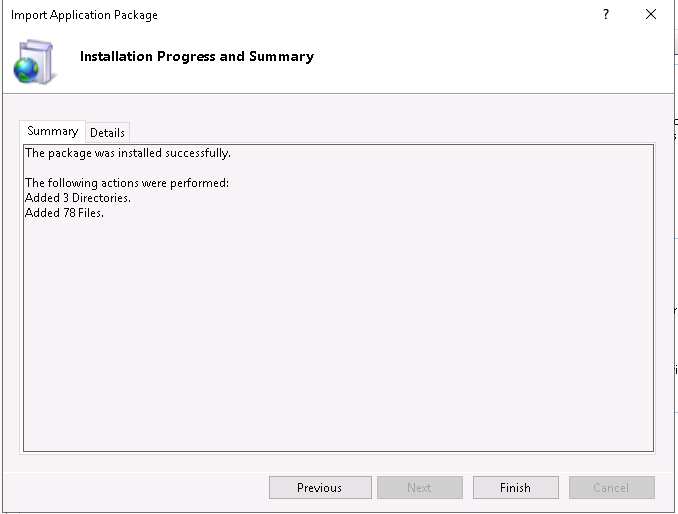 Import Application Package
?
Installation Progress and Summary
Summary
Details
The package was installed successfully.
The following actions were performed:
Added 3 Directories.
Added 78 Files.
Previous
Next
Finish
Cancel